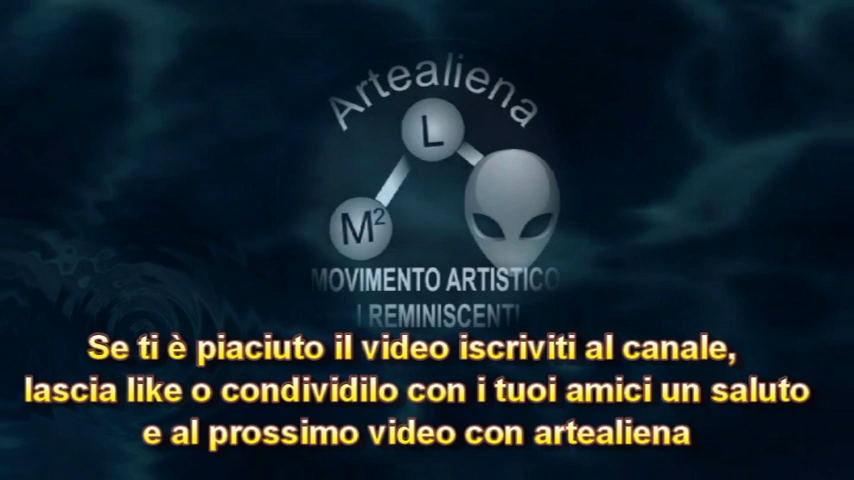 Artealiena
L
M²
MOVIMENTO ARTISTICO
I REMINISCENTI
Se ti è piaciuto il video iscriviti al canale,
lascia like o condividilo con i tuoi amici un saluto
e al prossimo video con artealiena